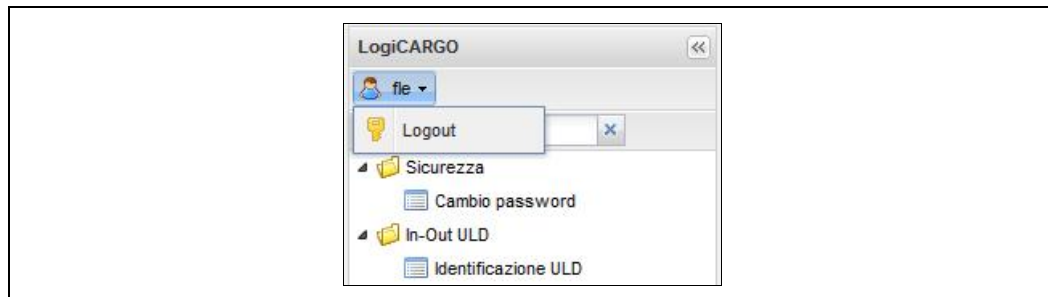 LogiCARGO
fle
Logout
Sicurezza
Cambio password
In-Out ULD
Identificazione ULD